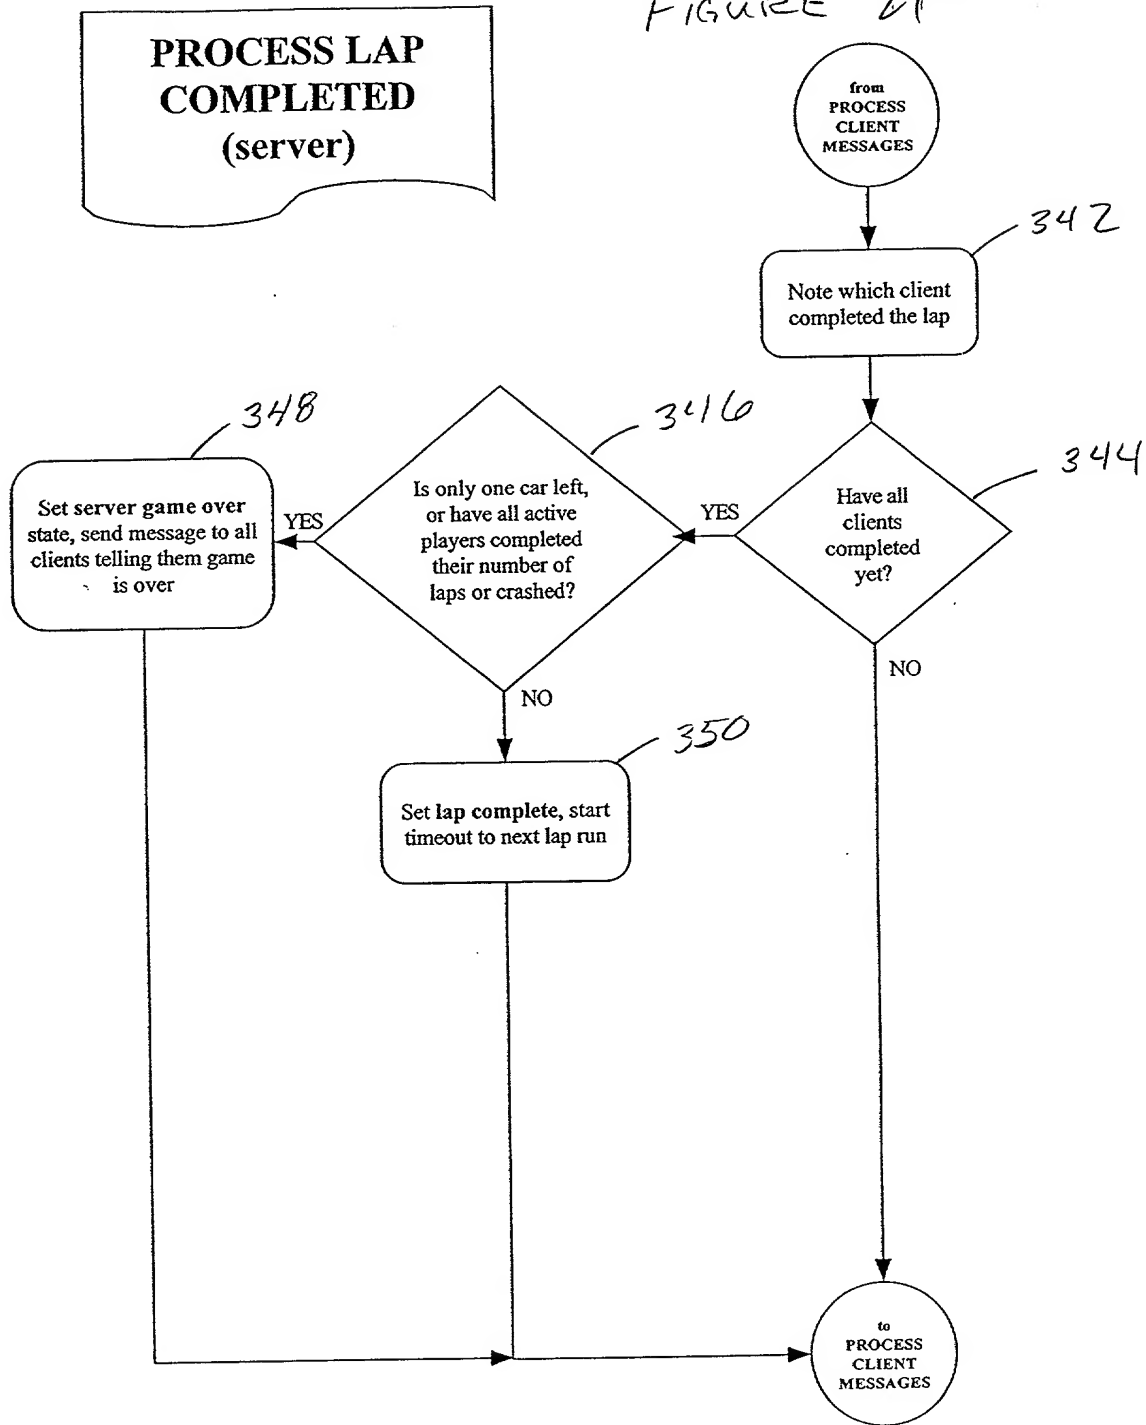 FIGURE
PROCESS LAP
COMPLETED
(server)
from
PROCESS
CLIENT
MESSAGES
342
Note which client
completed the lap
348
346
344
Set server game over
state, send message to all
clients telling them game
is over
YES
Is only one car left,
or have all active
players completed
their number of
laps or crashed?
YES
Have all
clients
completed
yet?
NO
NO
350
Set lap complete, start
timeout to next lap run
to
PROCESS
CLIENT
MESSAGES